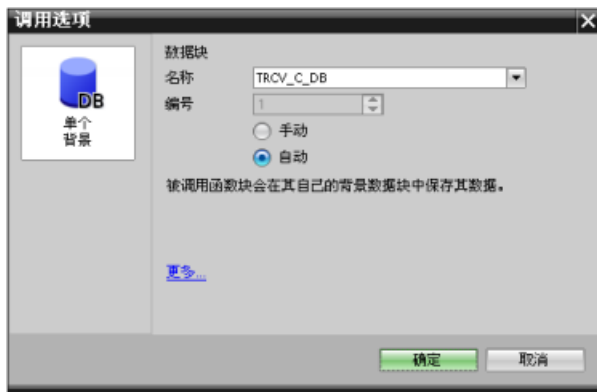 调用选项
数据块
名称 TRCV_C_DB
编号 1
手动
自动
DB
单个
背景
被调用函数块会在其自己的背景数据块中保存其数据。
更多...
确定 取消